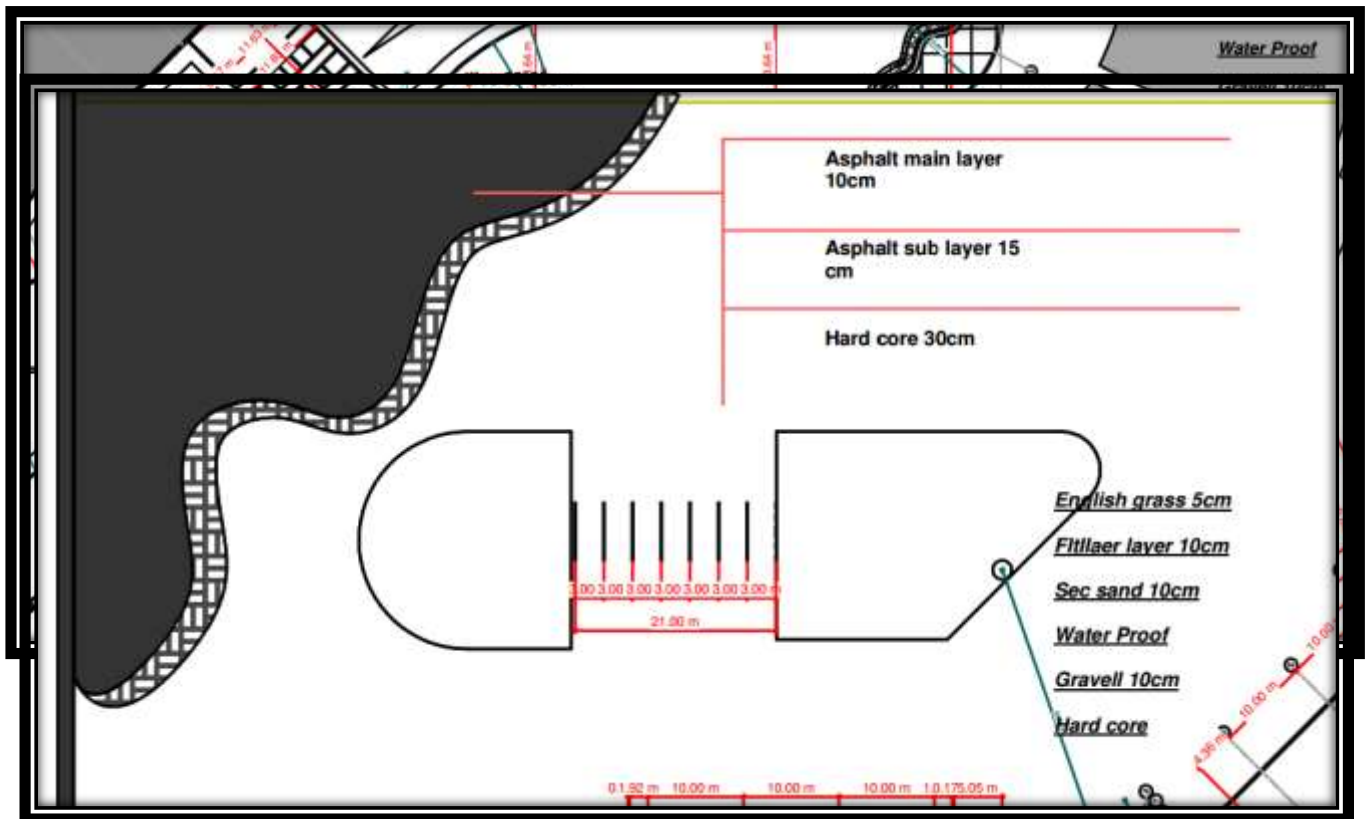 Water Proof
Asphalt main layer
10cm
Asphalt sub layer 15
cm
Hard core 30cm
English grass 5cm
Fltllaer layer 10cm
Sec sand 10cm
Water Proof
Gravell 10cm
Hard core
3.00 3.00 3.00 3.00 3.00 3.00 3.00 m
21.00 m
10.00
10.00 m
4.36 m
10.00 m 10.00 m 10.00 m